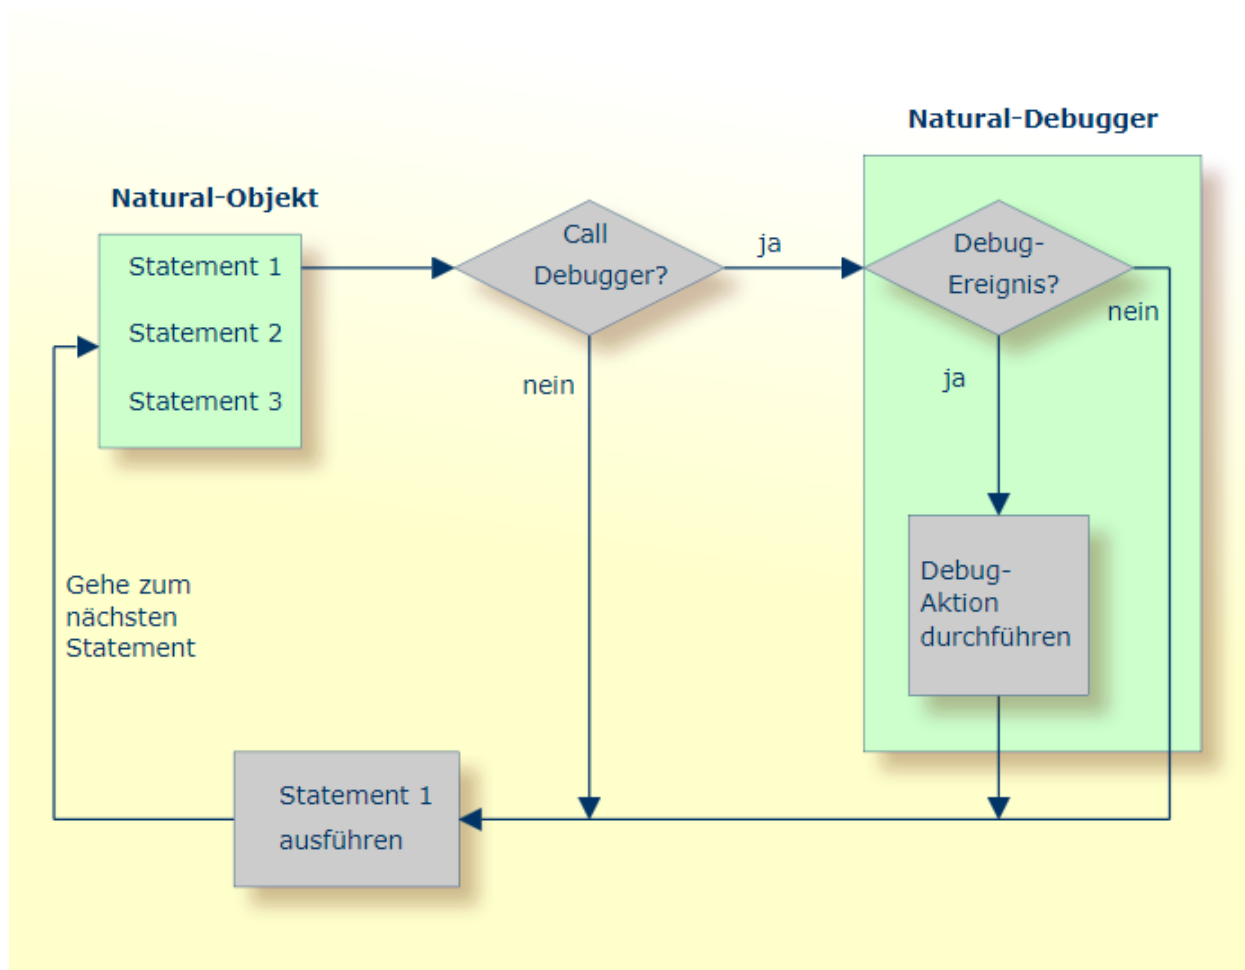 Natural-Debugger
Natural-Objekt
Statement 1
Statement 2
Statement 3
Call
Debugger?
ja
nein
Debug-
Ereignis?
nein
ja
Debug-
Aktion
durchführen
Gehe zum
nächsten
Statement
Statement 1
ausführen